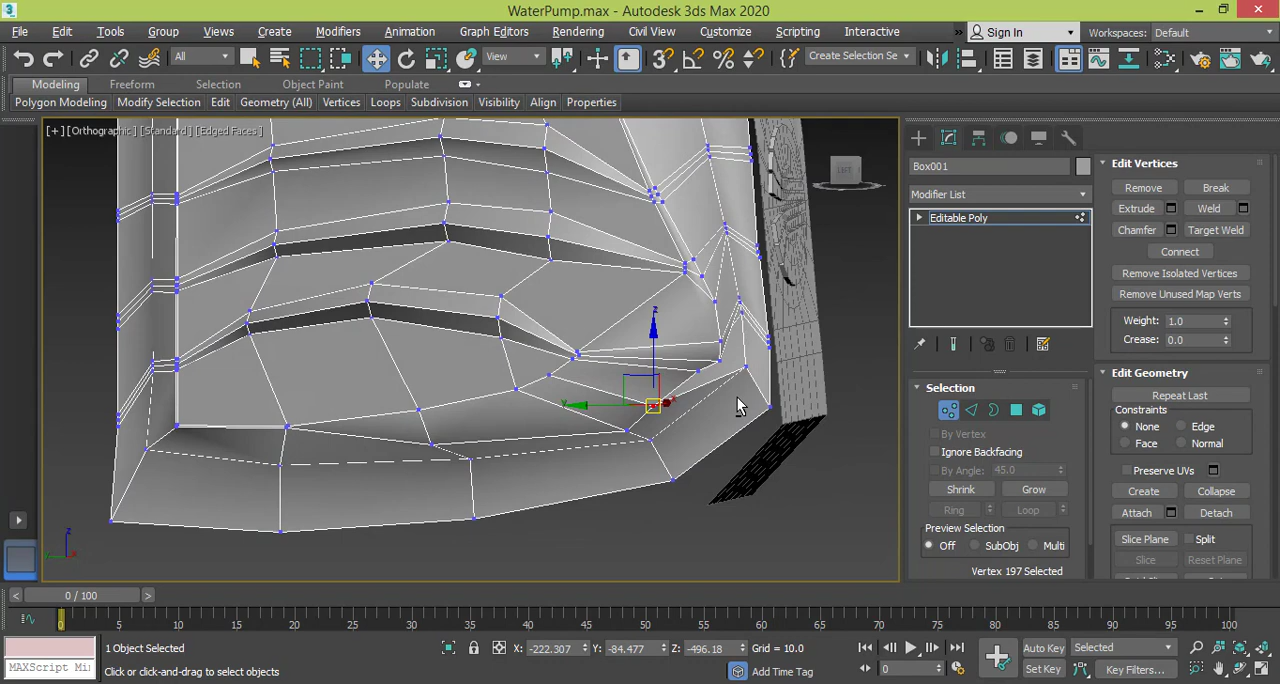 WaterPump.max - Autodesk 3ds Max 2020
File Edit Tools Group Views Create Modifiers Animation Graph Editors Rendering Civil View Customize Scripting Interactive » Sign In Workspaces: Default
All View Create Selection Se
Modeling Freeform Selection Object Paint Populate
Polygon Modeling Modify Selection Edit Geometry (All) Vertices Loops Subdivision Visibility Align Properties
[+] [Orthographic] [Standard] [Edged Faces]
LEFT
z
y
x
z
y
x
Box001
Modifier List
Editable Poly
Selection
By Vertex
Ignore Backfacing
By Angle: 45.0
Shrink Grow
Ring Loop
Preview Selection
Off SubObj Multi
Vertex 197 Selected
Edit Vertices
Remove Break
Extrude Weld
Chamfer Target Weld
Connect
Remove Isolated Vertices
Remove Unused Map Verts
Weight: 1.0
Crease: 0.0
Edit Geometry
Repeat Last
Constraints
None Edge
Face Normal
Preserve UVs
Create Collapse
Attach Detach
Slice Plane Split
Slice Reset Plane
< 0 / 100 >
0 5 10 15 20 25 30 35 40 45 50 55 60 65 70 75 80 85 90 95 100
MAXScript Mi
1 Object Selected
Click or click-and-drag to select objects
X: -222.307 Y: -84.477 Z: -496.18 Grid = 10.0
Add Time Tag
0
Auto Key Selected
Set Key Key Filters...